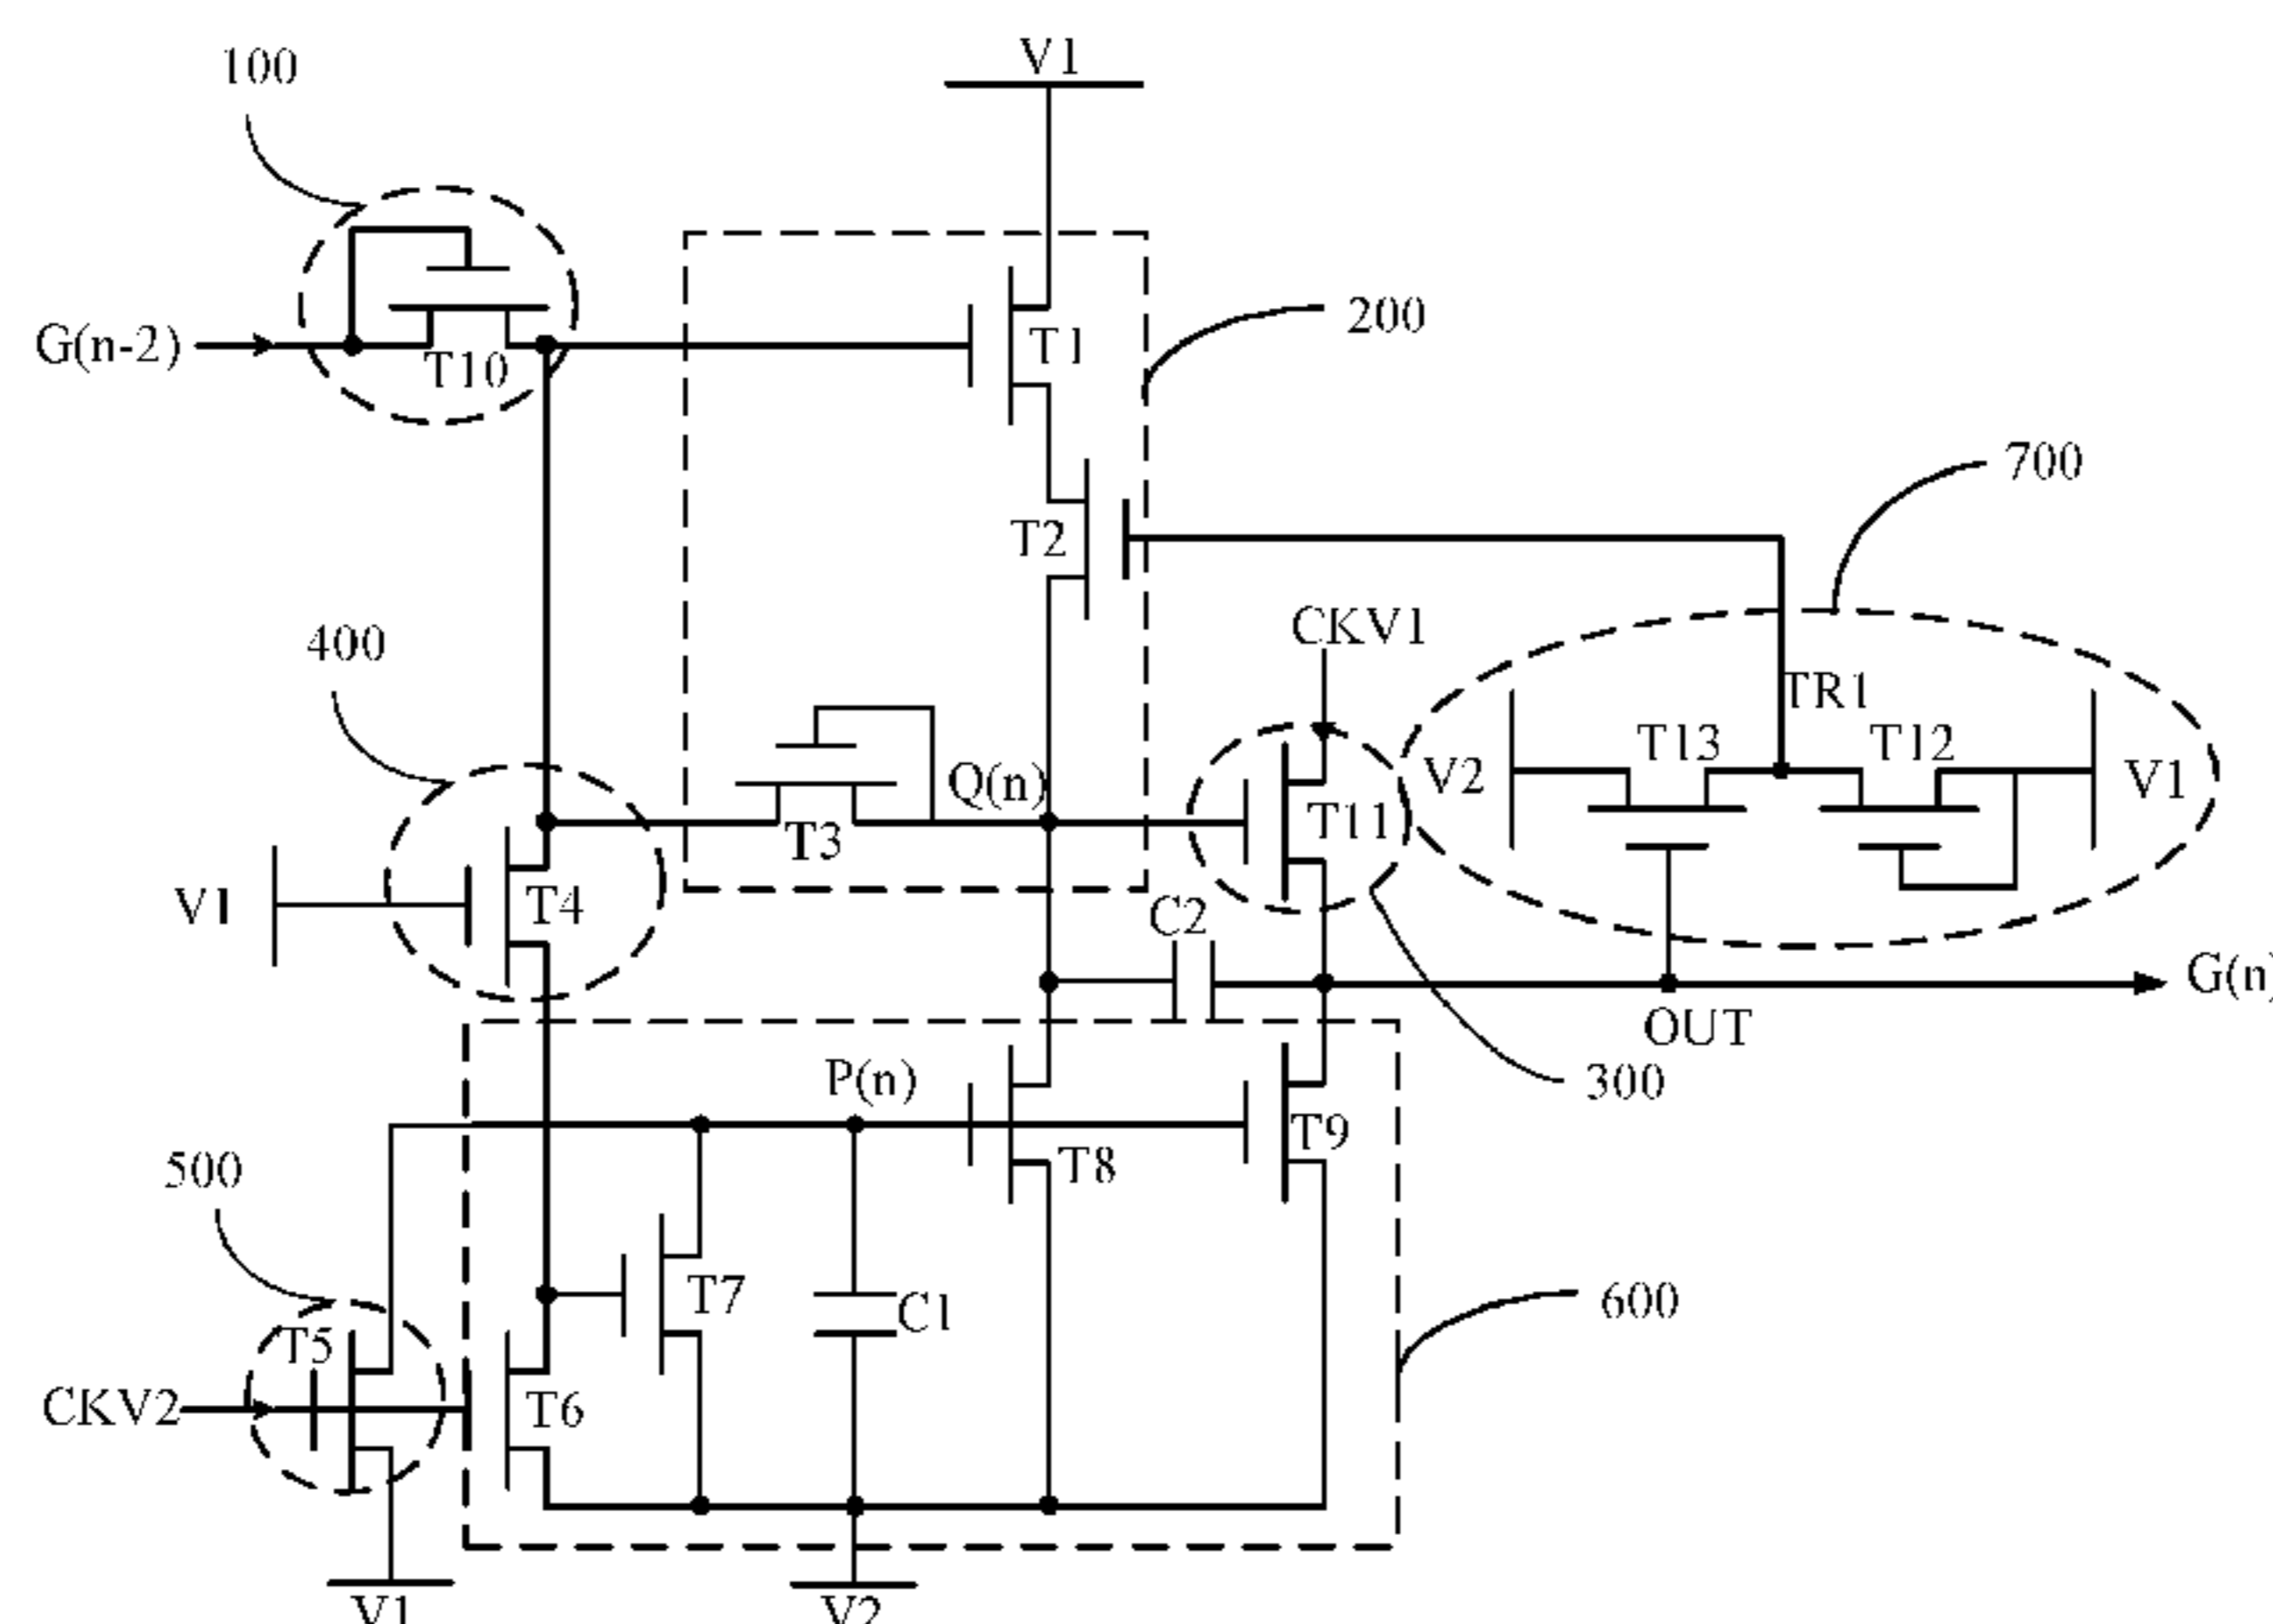 V1
100
200
G(n-2)
T1
T10
700
T2
CKV1
400
TR1
T13
T12
Q(n)
V2
V1
T11
T3
V1
T4
C2
G(n)
OUT
P(n)
300
T9
500
T8
T7
600
C1
T5
CKV2
T6
V1
V2